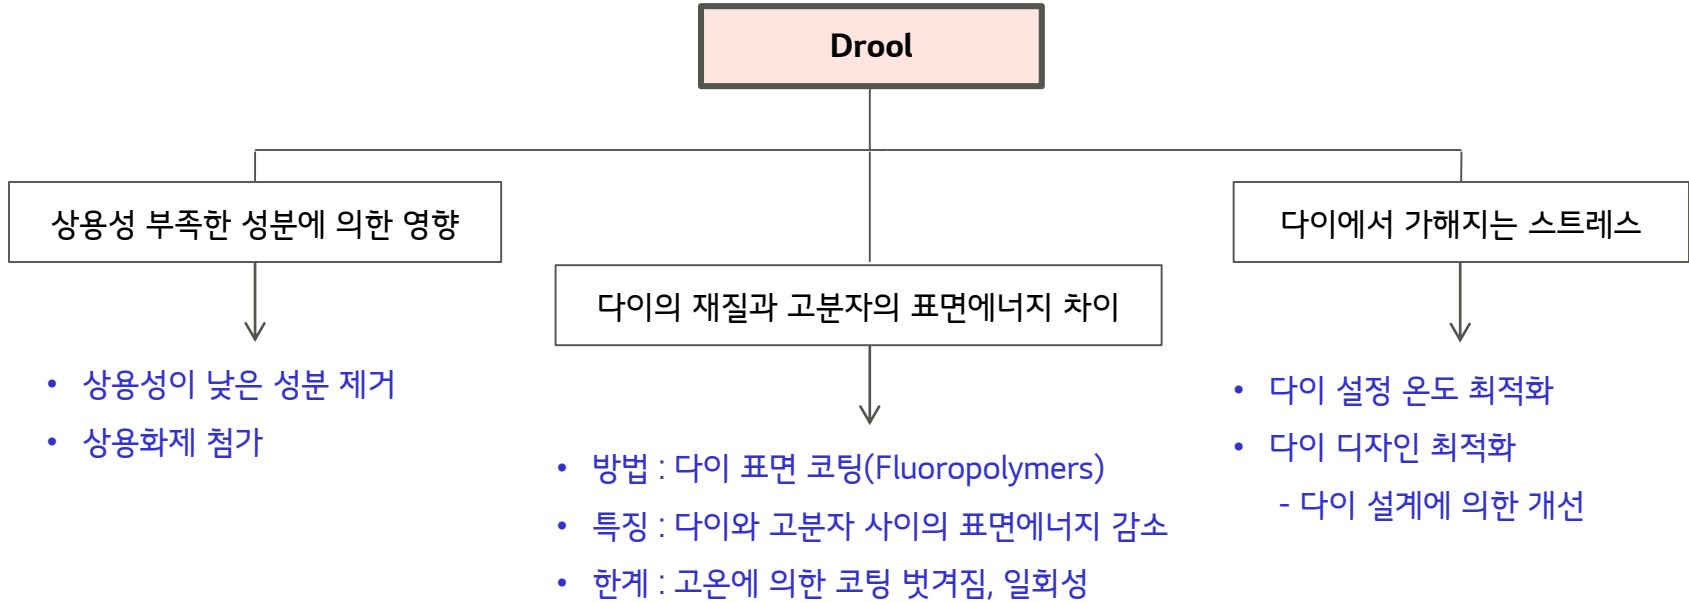 Drool
상용성 부족한 성분에 의한 영향
• 상용성이 낮은 성분 제거
• 상용화제 첨가
다이의 재질과 고분자의 표면에너지 차이
• 방법 : 다이 표면 코팅(Fluoropolymers)
• 특징 : 다이와 고분자 사이의 표면에너지 감소
• 한계 : 고온에 의한 코팅 벗겨짐, 일회성
다이에서 가해지는 스트레스
• 다이 설정 온도 최적화
• 다이 디자인 최적화
- 다이 설계에 의한 개선